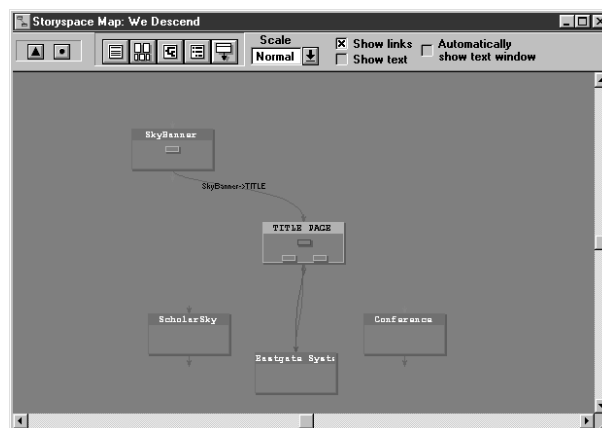 Storyspace Map: We Descend
Scale
Normal
Show links
Show text
Automatically
show text window
SkyBanner
SkyBanner->TITLE
TITLE PAGE
ScholarSky
Conference
Eastgate Syste